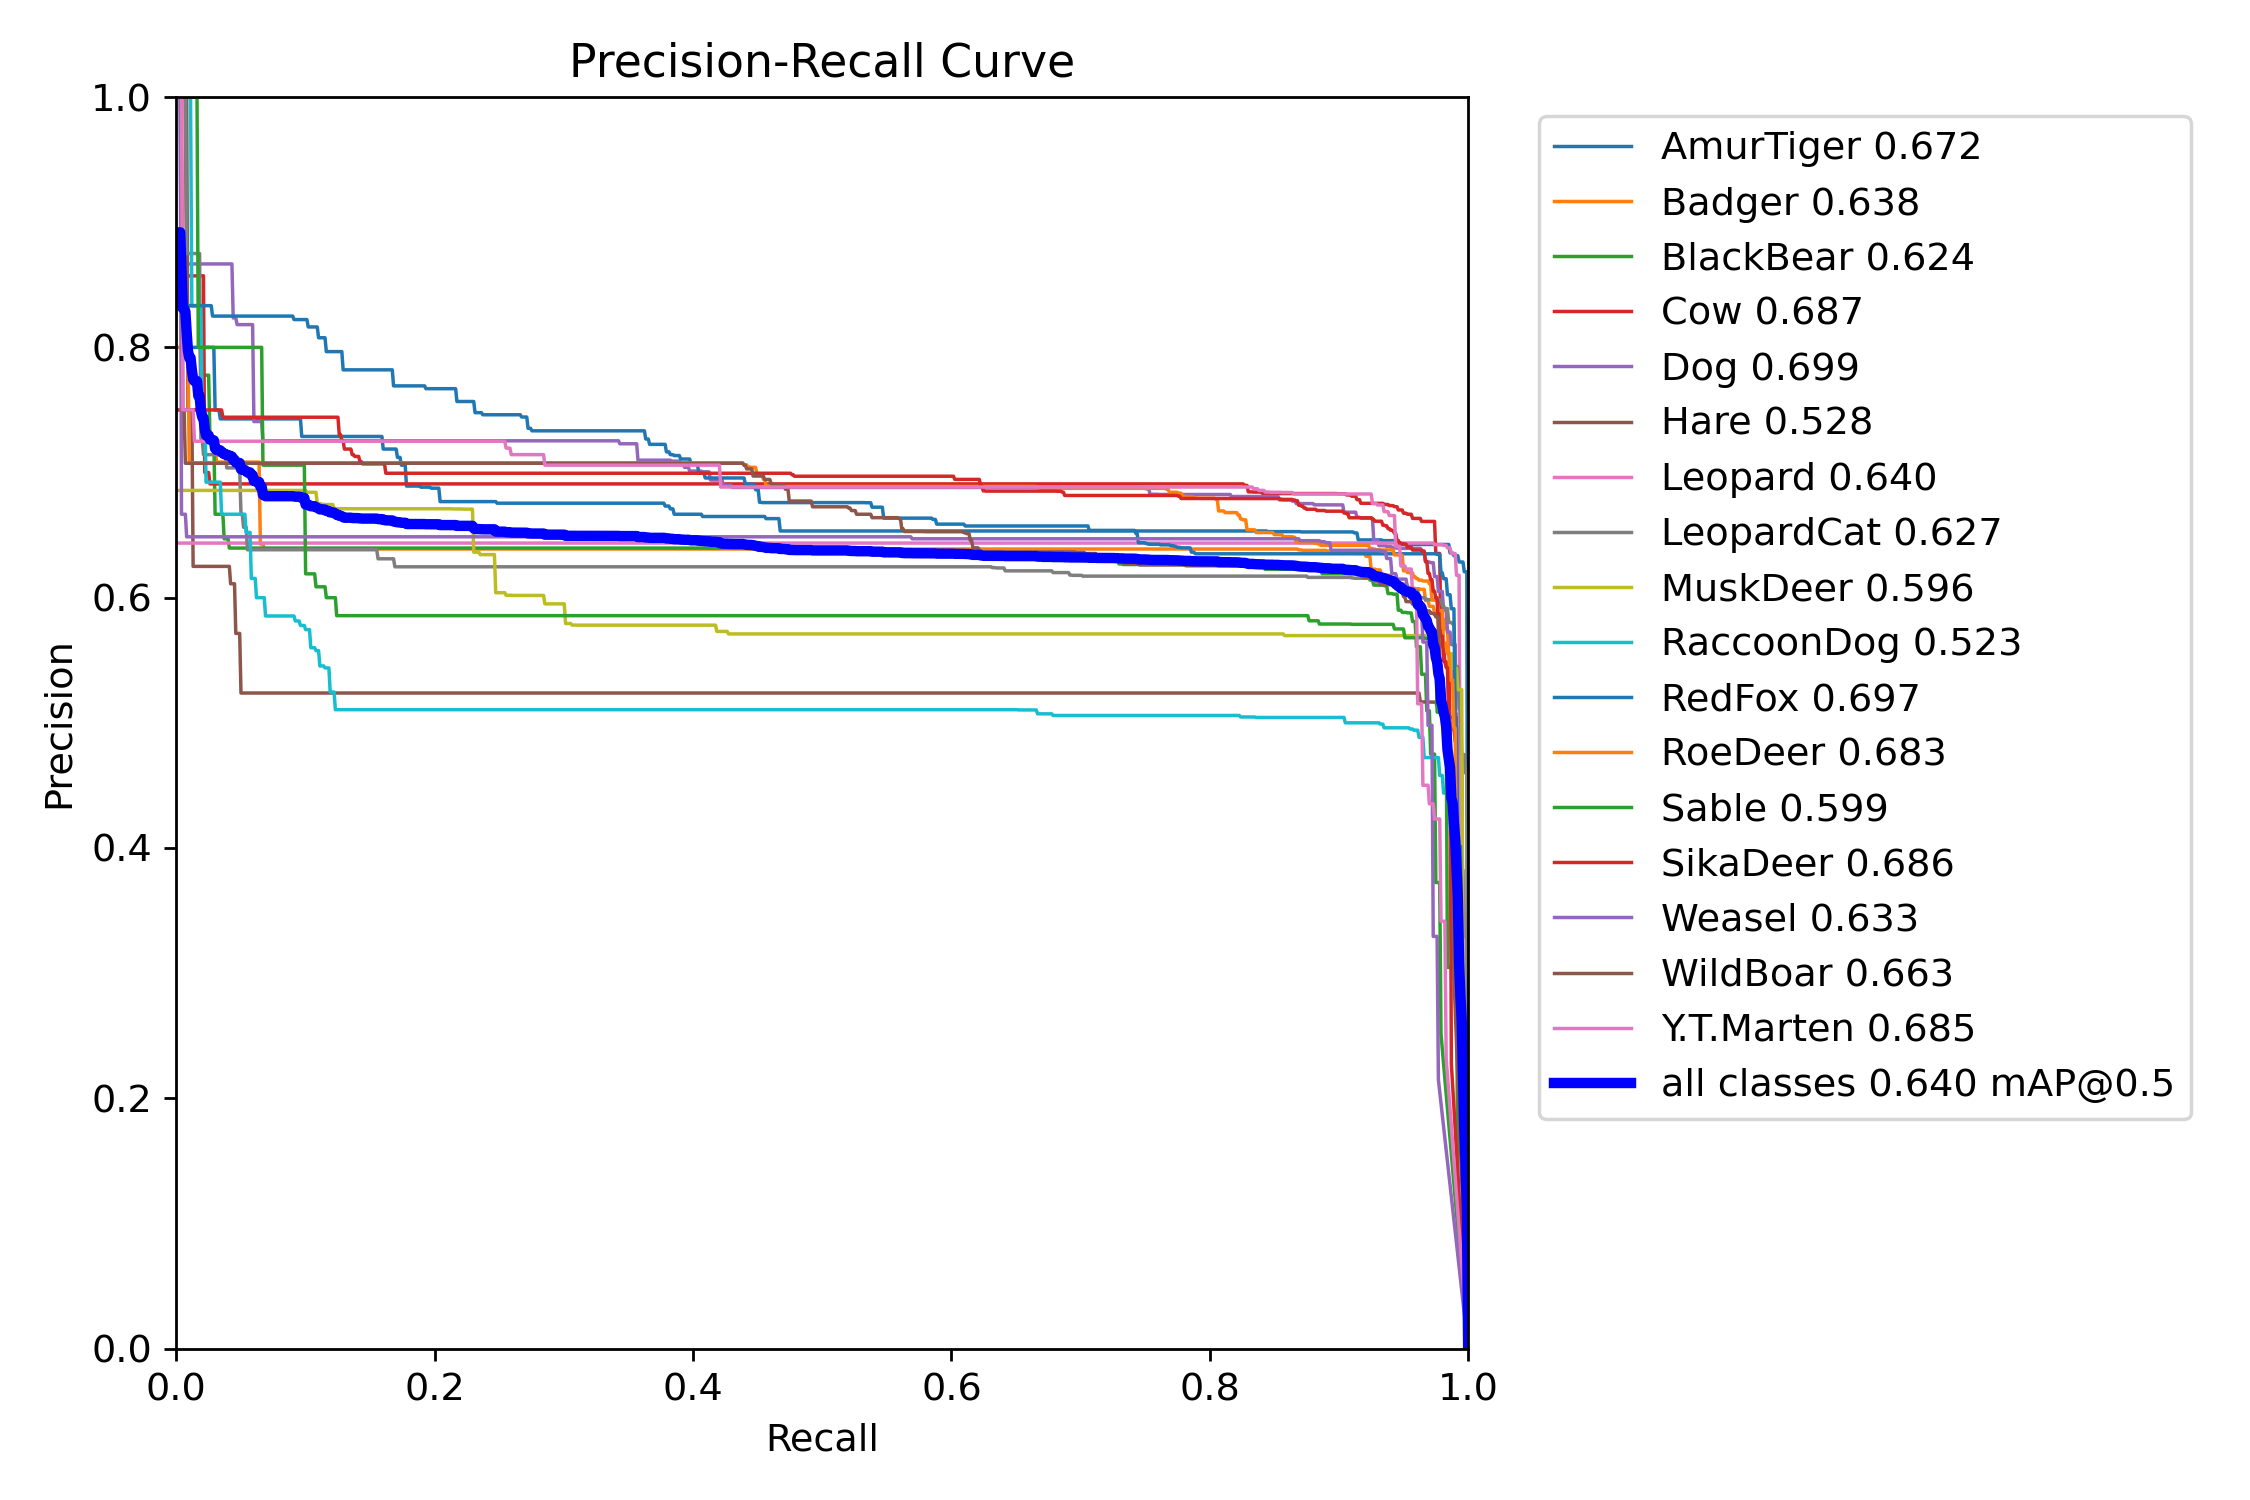 Precision-Recall Curve
1.0
0.8
0.6
0.4
0.2
0.0
Precision
0.0 0.2 0.4 0.6 0.8 1.0
Recall
AmurTiger 0.672
Badger 0.638
BlackBear 0.624
Cow 0.687
Dog 0.699
Hare 0.528
Leopard 0.640
LeopardCat 0.627
MuskDeer 0.596
RaccoonDog 0.523
RedFox 0.697
RoeDeer 0.683
Sable 0.599
SikaDeer 0.686
Weasel 0.633
WildBoar 0.663
Y.T.Marten 0.685
all classes 0.640 mAP@0.5